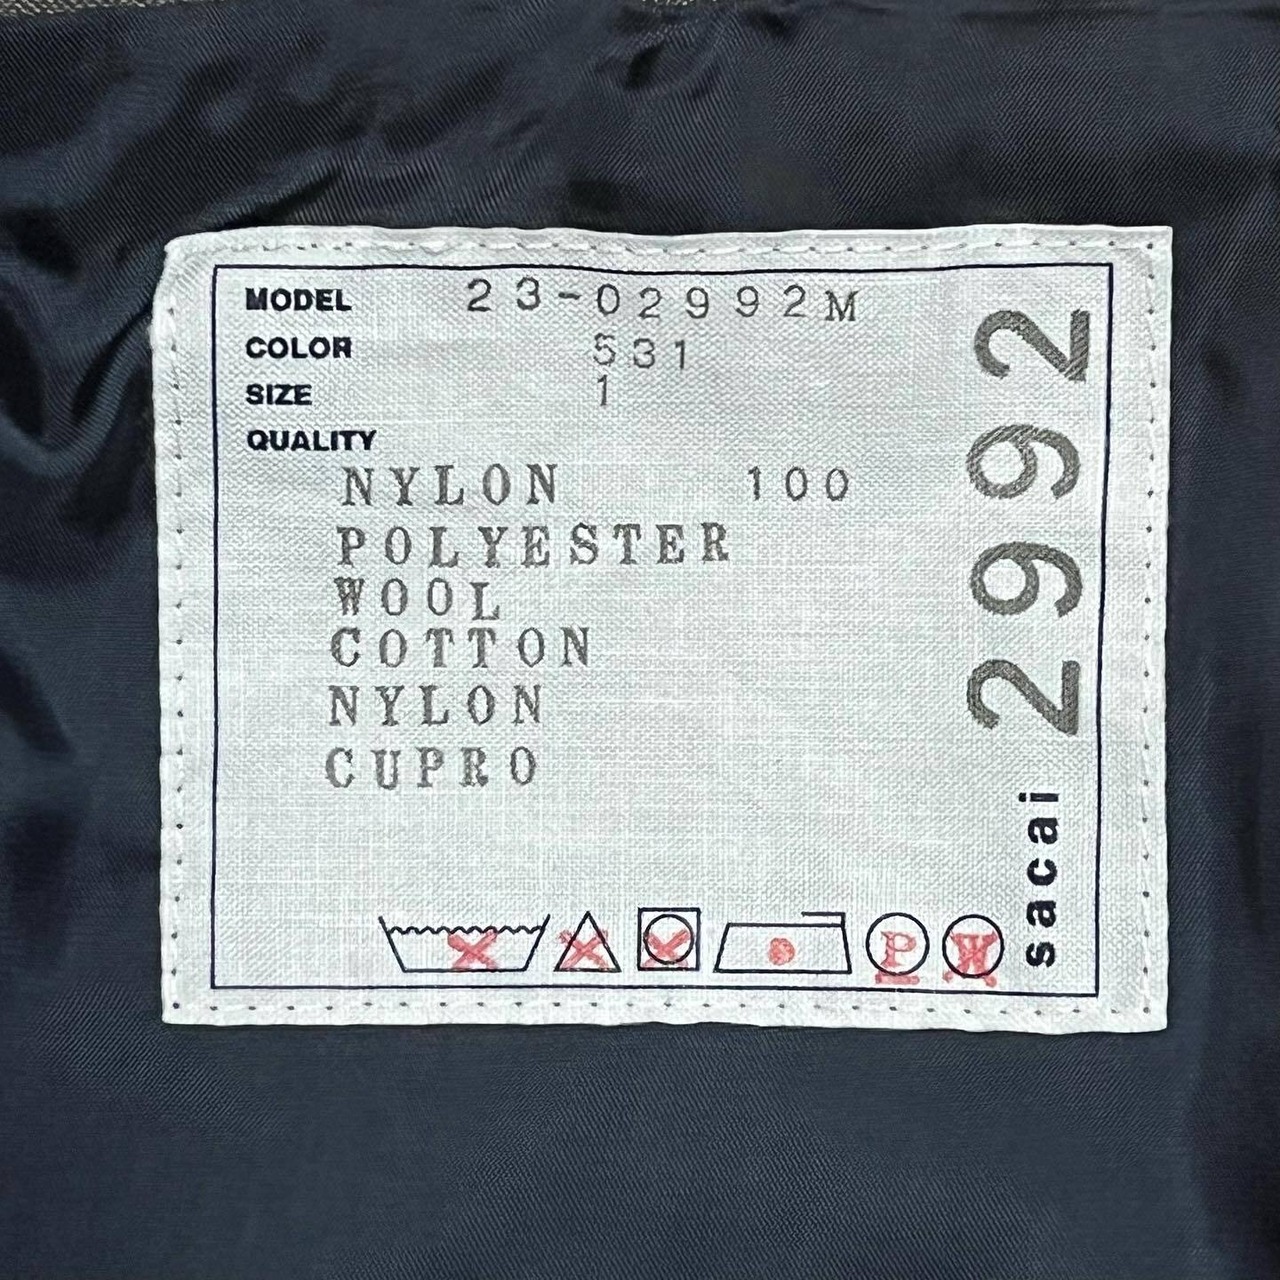 MODEL 23-02992M
COLOR 531
SIZE 1
QUALITY
NYLON 100
POLYESTER
WOOL
COTTON
NYLON
CUPRO
P
W
sacai 2992